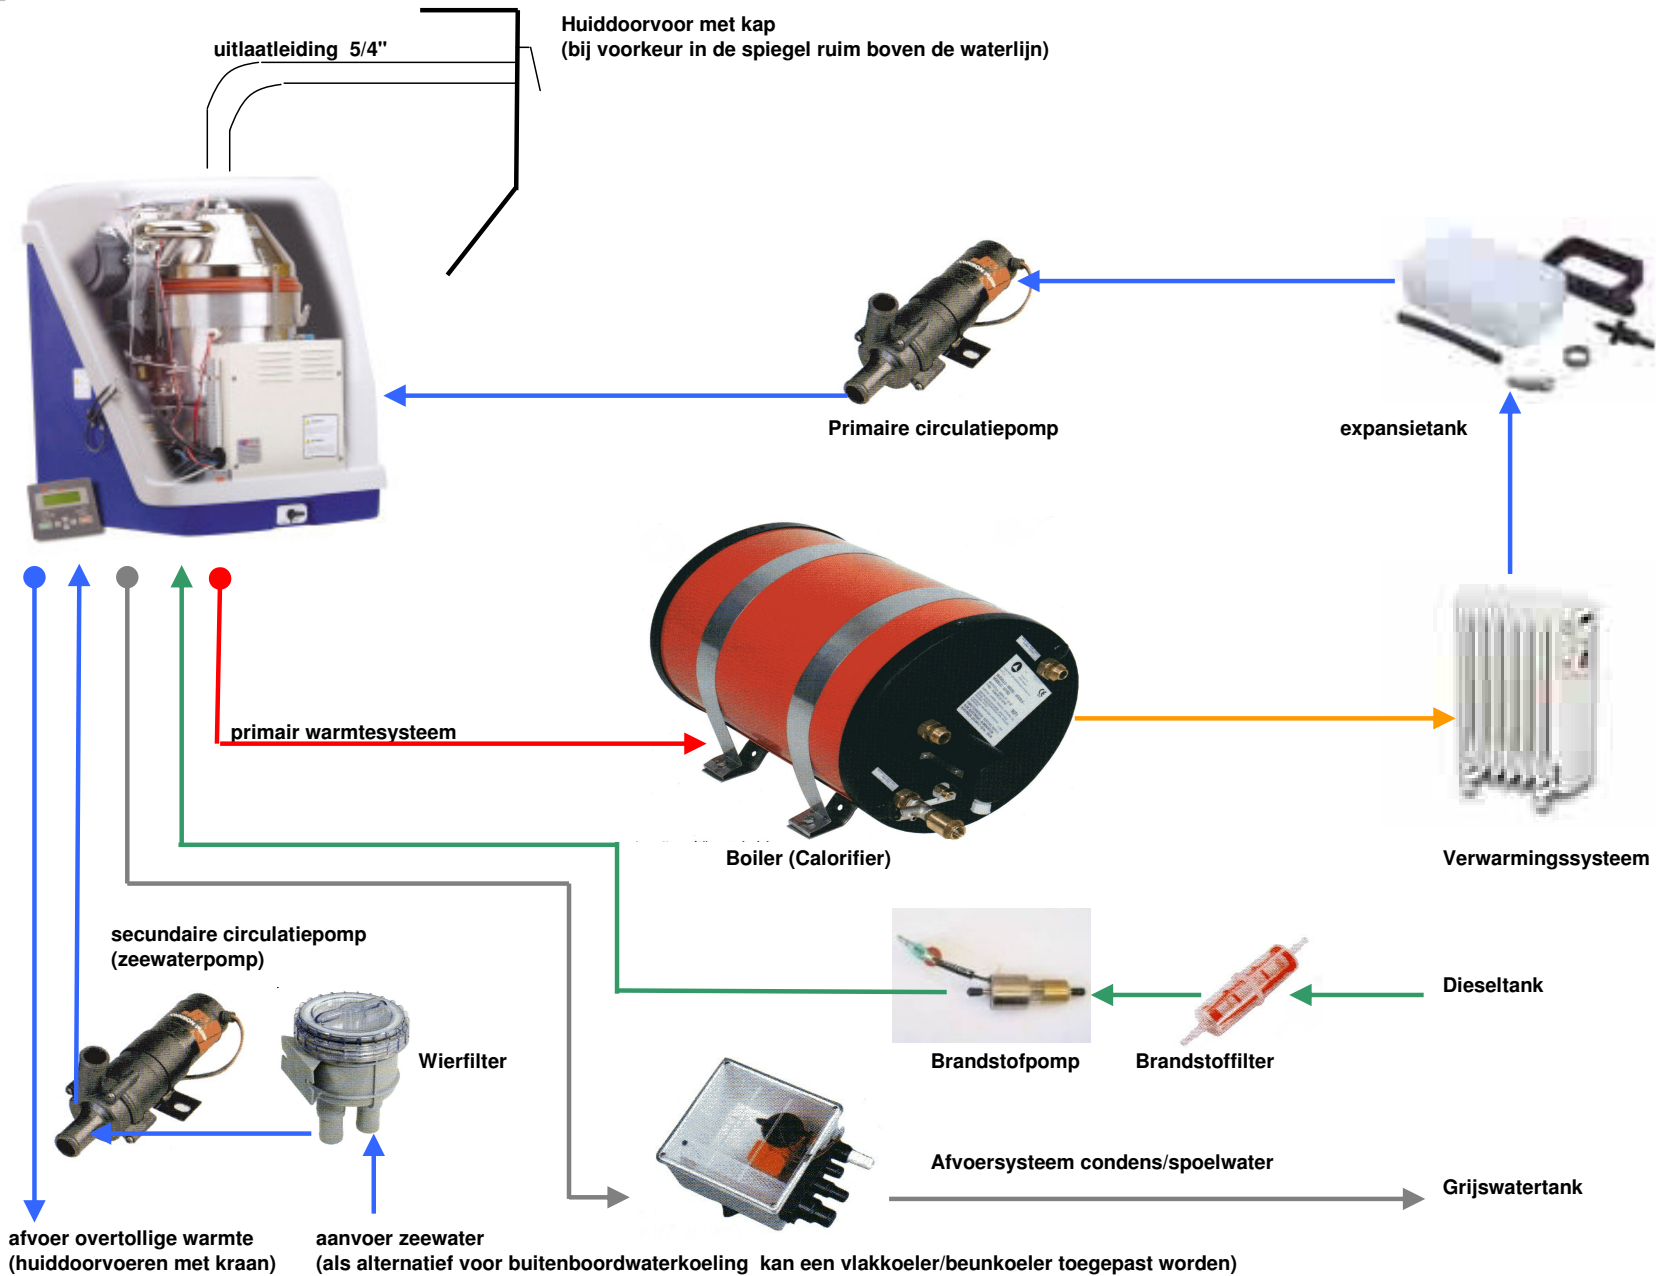 Huiddoorvoor met kap
(bij voorkeur in de spiegel ruim boven de waterlijn)
uitlaatleiding 5/4"
Primaire circulatiepomp
expansietank
primair warmtesysteem
Boiler (Calorifier)
Verwarmingssysteem
secundaire circulatiepomp
(zeewaterpomp)
Wierfilter
Brandstofpomp
Brandstoffilter
Dieseltank
Afvoersysteem condens/spoelwater
Grijswatertank
afvoer overtollige warmte
(huiddoorvoeren met kraan)
aanvoer zeewater
(als alternatief voor buitenboordwaterkoeling kan een vlakkoeler/beunkoeler toegepast worden)